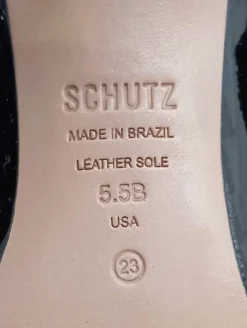 SCHUTZ
MADE IN BRAZIL
LEATHER SOLE
5.5B
USA
23